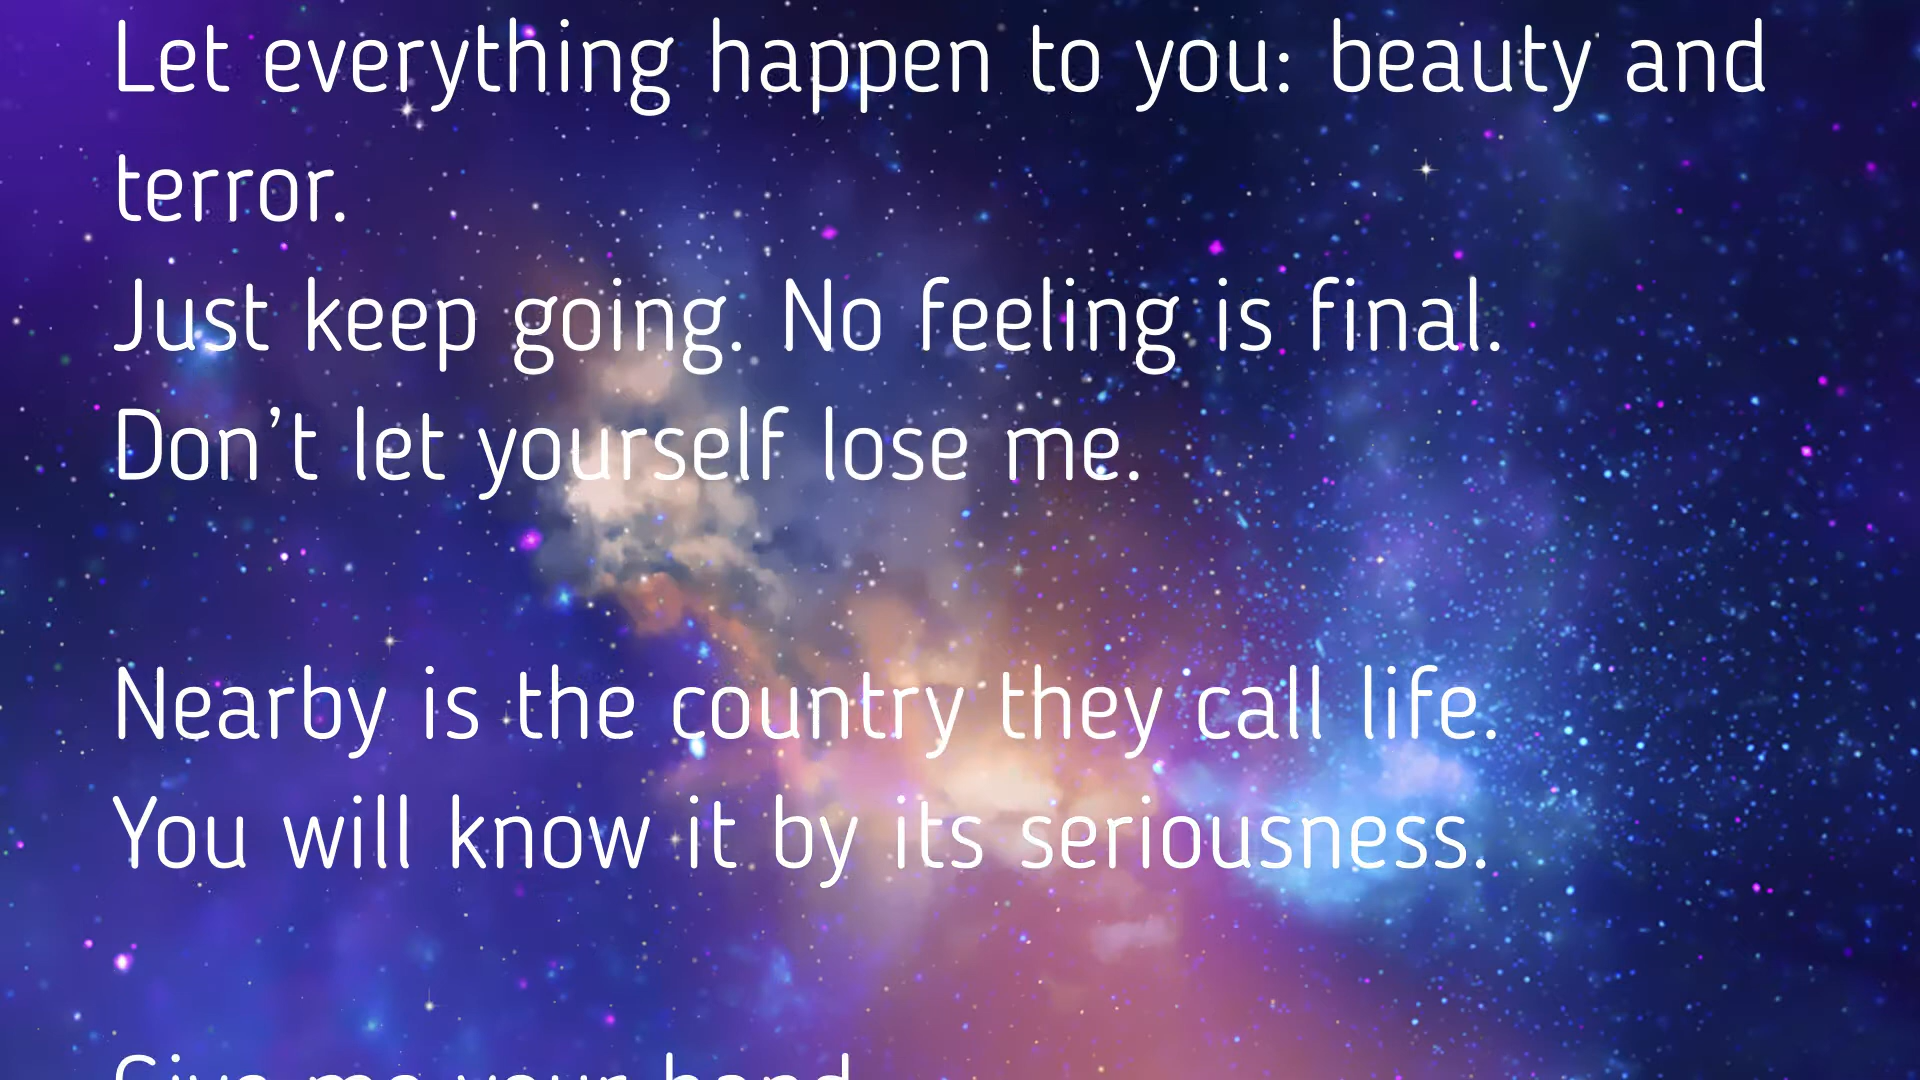 Let everything happen to you: beauty and
terror.
Just keep going. No feeling is final.
Don’t let yourself lose me.
Nearby is the country they call life.
You will know it by its seriousness.
Give me your hand